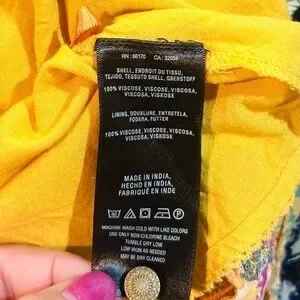 RN : 66170 CA : 32054
SHELL, ENDROIT DU TISSU,
TEJIDO, TESSUTO SHELL, OBERSTOFF
100% VISCOSE, VISCOSE, VISCOSE,
VISCOSA, VISKOSE
LINING, DOUBLURE, ENTRETELA,
FODERA, FUTTER
100% VISCOSE, VISCOSE, VISCOSE,
VISCOSA, VISKOSE
MADE IN INDIA,
HECHO EN INDIA,
FABRIQUÉ EN INDE
MACHINE WASH COLD WITH LIKE COLORS
USE ONLY NON-CHLORINE BLEACH
TUMBLE DRY LOW
LOW IRON AS NEEDED
MAY BE DRY CLEANED